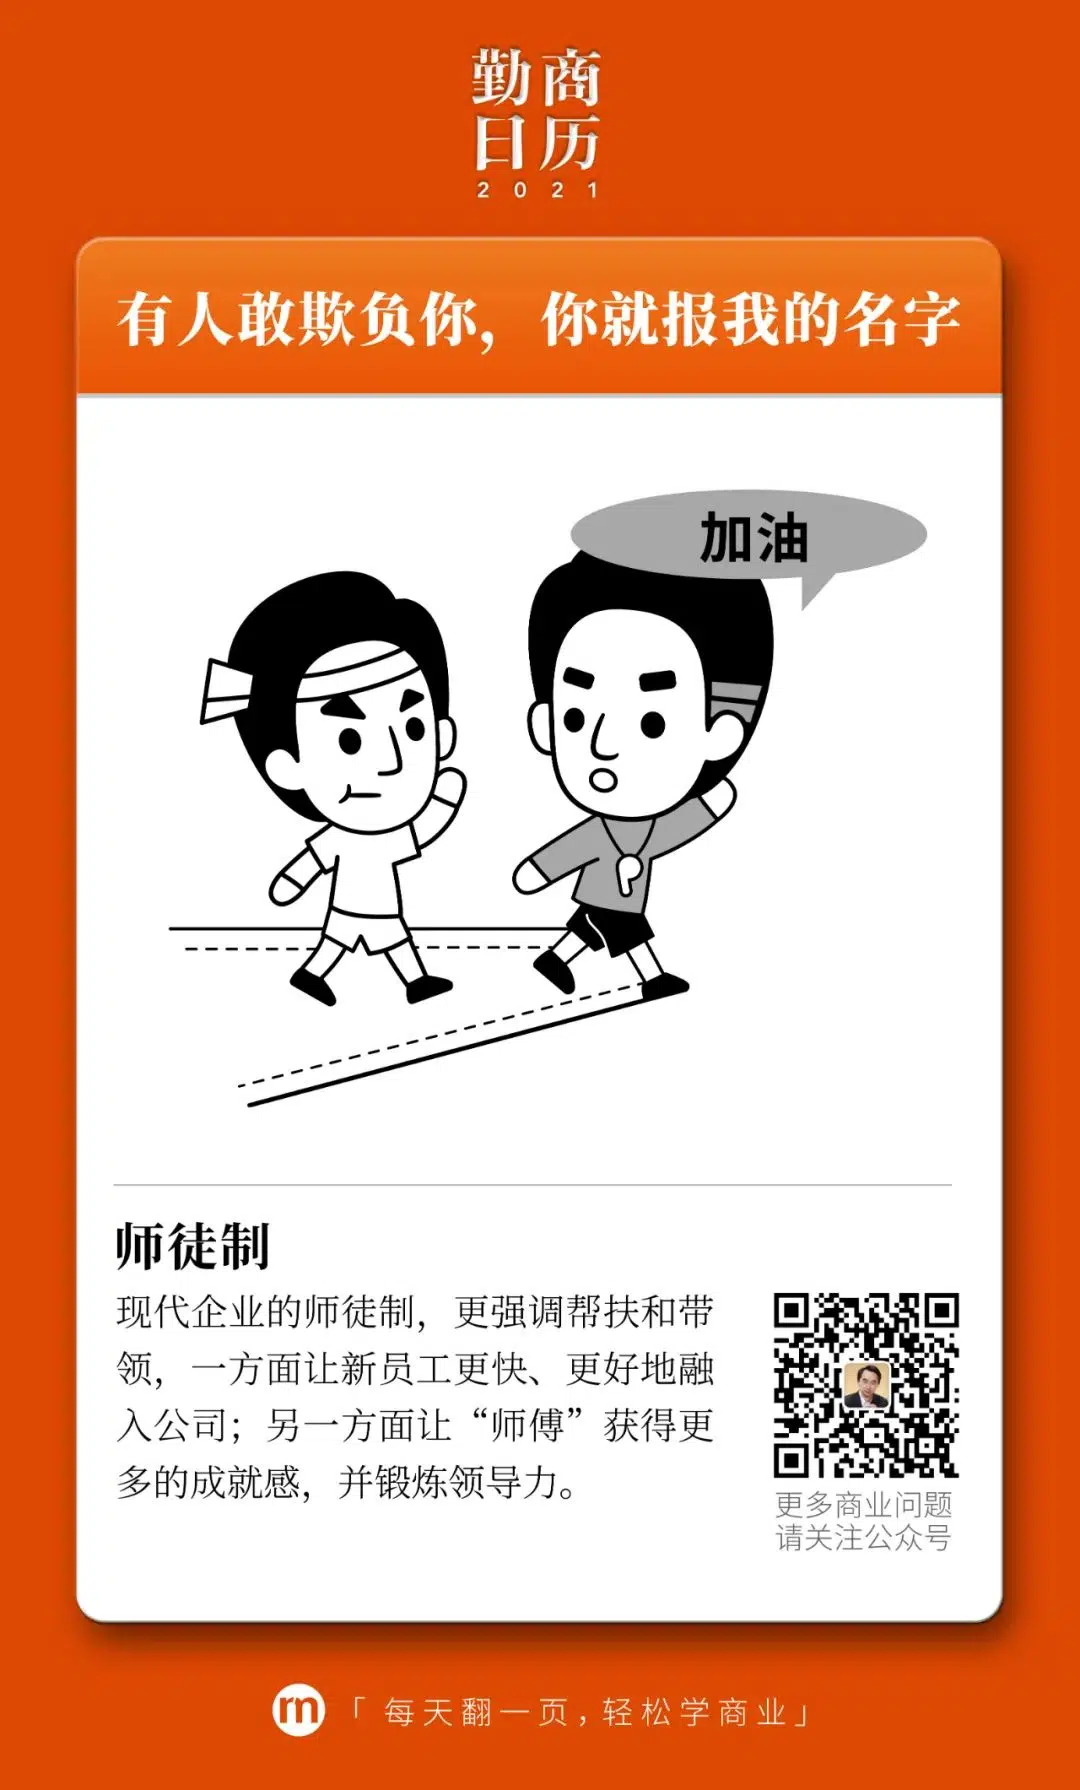 勤商
日历
2021
有人敢欺负你，你就报我的名字
加油
师徒制
现代企业的师徒制，更强调帮扶和带
领，一方面让新员工更快、更好地融
入公司；另一方面让“师傅”获得更
多的成就感，并锻炼领导力。
更多商业问题
请关注公众号
rn「每天翻一页，轻松学商业」